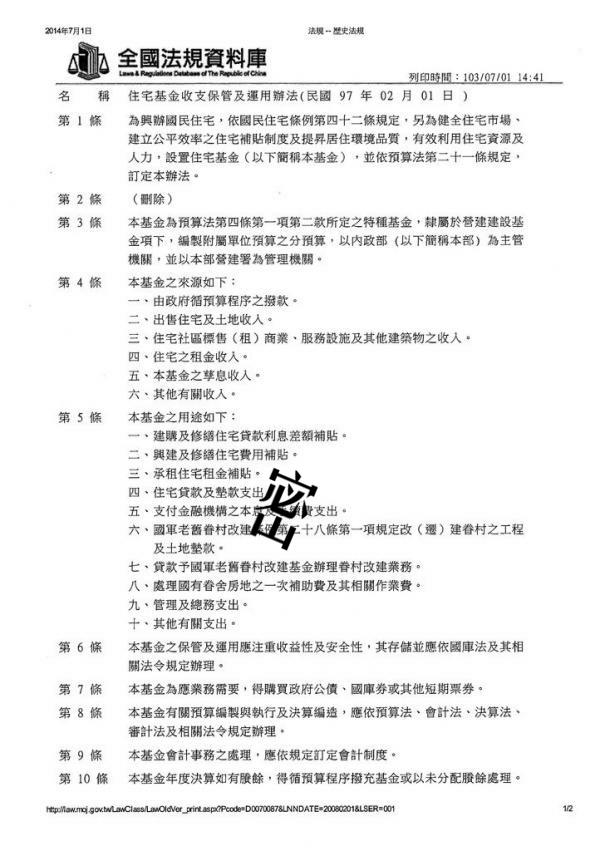 2014年7月1日 法規 -- 歷史法規
全國法規資料庫
Laws & Regulations Database of The Republic of China
列印時間：103/07/01 14:41
名 稱 住宅基金收支保管及運用辦法(民國 97 年 02 月 01 日 )
第 1 條 為興辦國民住宅，依國民住宅條例第四十二條規定，另為健全住宅市場、
建立公平效率之住宅補貼制度及提昇居住環境品質，有效利用住宅資源及
人力，設置住宅基金（以下簡稱本基金），並依預算法第二十一條規定，
訂定本辦法。
第 2 條 （刪除）
第 3 條 本基金為預算法第四條第一項第二款所定之特種基金，隸屬於營建建設基
金項下，編製附屬單位預算之分預算，以內政部（以下簡稱本部）為主管
機關，並以本部營建署為管理機關。
第 4 條 本基金之來源如下：
一、由政府循預算程序之撥款。
二、出售住宅及土地收入。
三、住宅社區標售（租）商業、服務設施及其他建築物之收入。
四、住宅之租金收入。
五、本基金之孳息收入。
六、其他有關收入。
第 5 條 本基金之用途如下：
一、建購及修繕住宅貸款利息差額補貼。
二、興建及修繕住宅費用補貼。
三、承租住宅租金補貼。
四、住宅貸款及墊款支出
五、支付金融機構之本息及 續費支出。
六、國軍老舊眷村改建 例第二十八條第一項規定改（遷）建眷村之工程
及土地墊款。
密
七、貸款予國軍老舊眷村改建基金辦理眷村改建業務。
八、處理國有眷舍房地之一次補助費及其相關作業費。
九、管理及總務支出。
十、其他有關支出。
第 6 條 本基金之保管及運用應注重收益性及安全性，其存儲並應依國庫法及其相
關法令規定辦理。
第 7 條 本基金為應業務需要，得購買政府公債、國庫券或其他短期票券。
第 8 條 本基金有關預算編製與執行及決算編造，應依預算法、會計法、決算法、
審計法及相關法令規定辦理。
第 9 條 本基金會計事務之處理，應依規定訂定會計制度。
第 10 條 本基金年度決算如有賸餘，得循預算程序撥充基金或以未分配賸餘處理。
http://law.moj.gov.tw/LawClass/LawOldVer_print.aspx?Pcode=D0070087&LNNDATE=20080201&LSER=001 1/2